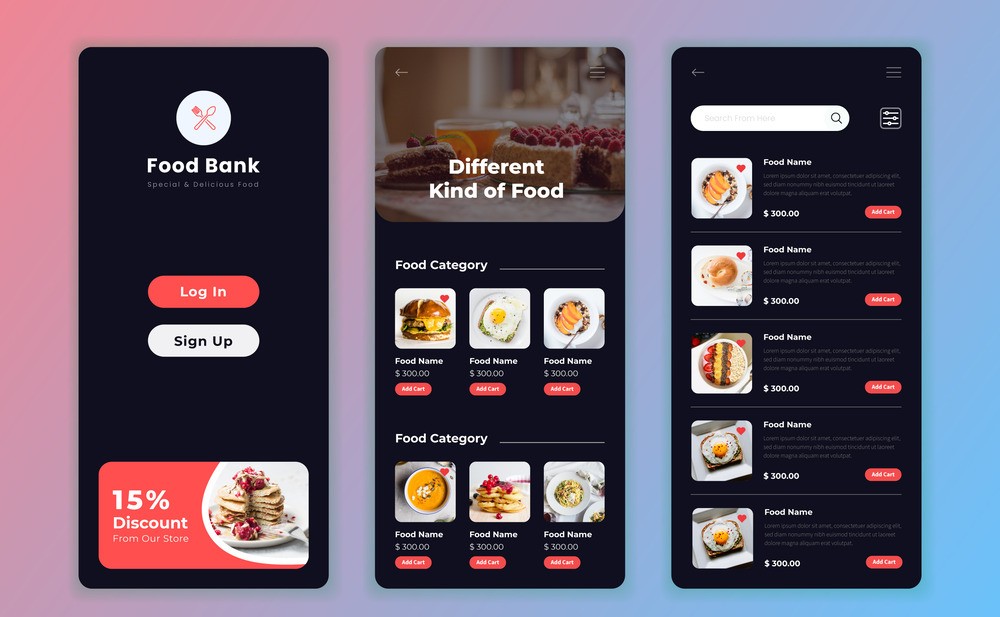 Food Bank
Special & Delicious Food
Log In
Sign Up
15%
Discount
From Our Store
Different
Kind of Food
Food Category
Food Name
$ 300.00
Add Cart
Food Name
$ 300.00
Add Cart
Food Name
$ 300.00
Add Cart
Food Category
Food Name
$ 300.00
Add Cart
Food Name
$ 300.00
Add Cart
Food Name
$ 300.00
Add Cart
Search From Here
Food Name
Lorem ipsum dolor sit amet, consectetuer adipiscing elit,
sed diam nonummy nibh euismod tincidunt ut laoreet
dolore magna aliquam erat volutpat.
$ 300.00
Add Cart
Food Name
Lorem ipsum dolor sit amet, consectetuer adipiscing elit,
sed diam nonummy nibh euismod tincidunt ut laoreet
dolore magna aliquam erat volutpat.
$ 300.00
Add Cart
Food Name
Lorem ipsum dolor sit amet, consectetuer adipiscing elit,
sed diam nonummy nibh euismod tincidunt ut laoreet
dolore magna aliquam erat volutpat.
$ 300.00
Add Cart
Food Name
Lorem ipsum dolor sit amet, consectetuer adipiscing elit,
sed diam nonummy nibh euismod tincidunt ut laoreet
dolore magna aliquam erat volutpat.
$ 300.00
Add Cart
Food Name
Lorem ipsum dolor sit amet, consectetuer adipiscing elit,
sed diam nonummy nibh euismod tincidunt ut laoreet
dolore magna aliquam erat volutpat.
$ 300.00
Add Cart